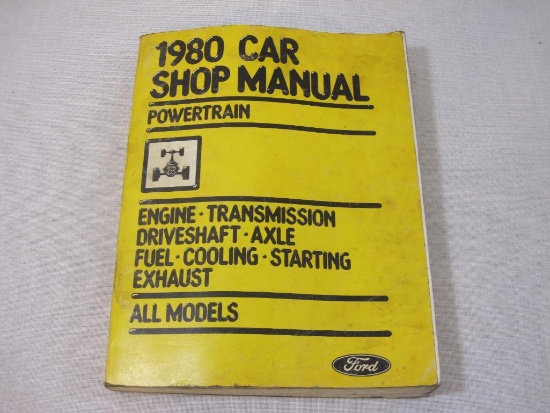 1980 CAR
SHOP MANUAL
POWERTRAIN
ENGINE · TRANSMISSION
DRIVESHAFT · AXLE
FUEL · COOLING · STARTING
EXHAUST
ALL MODELS
Ford